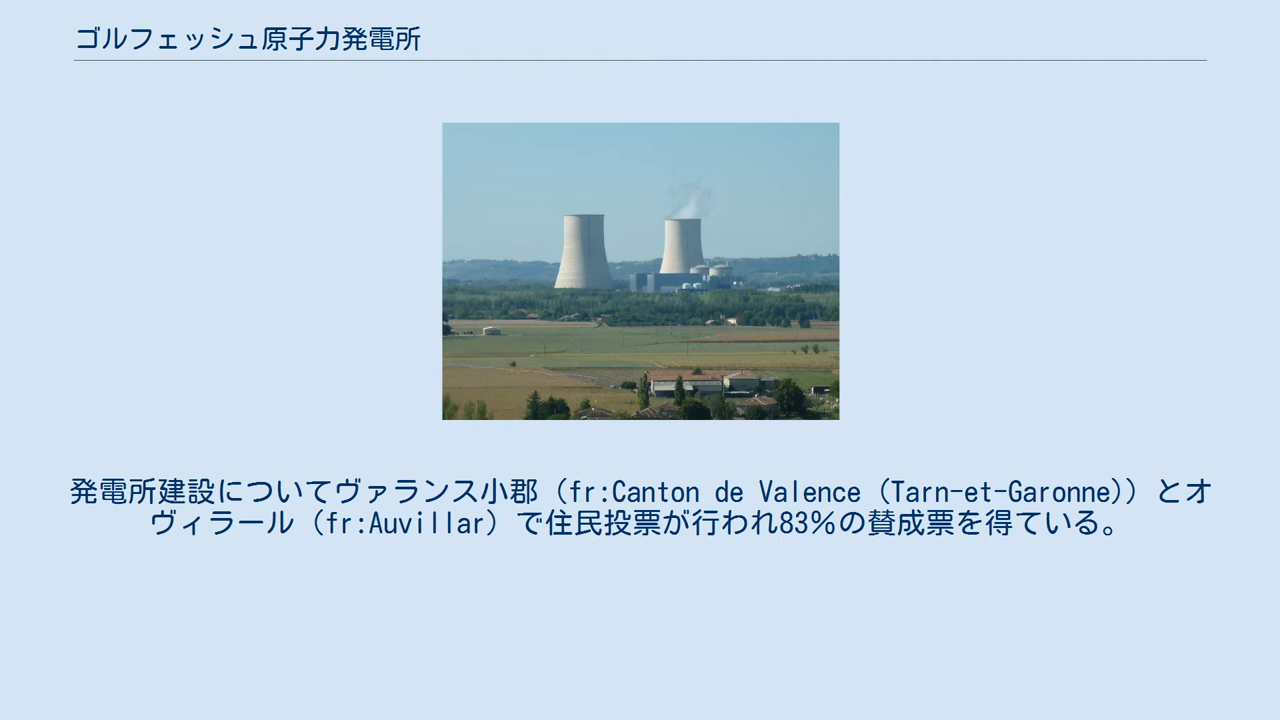 ゴルフェッシュ原子力発電所
発電所建設についてヴァランス小郡（fr:Canton de Valence (Tarn-et-Garonne)）とオ
ヴィラール（fr:Auvillar）で住民投票が行われ83％の賛成票を得ている。